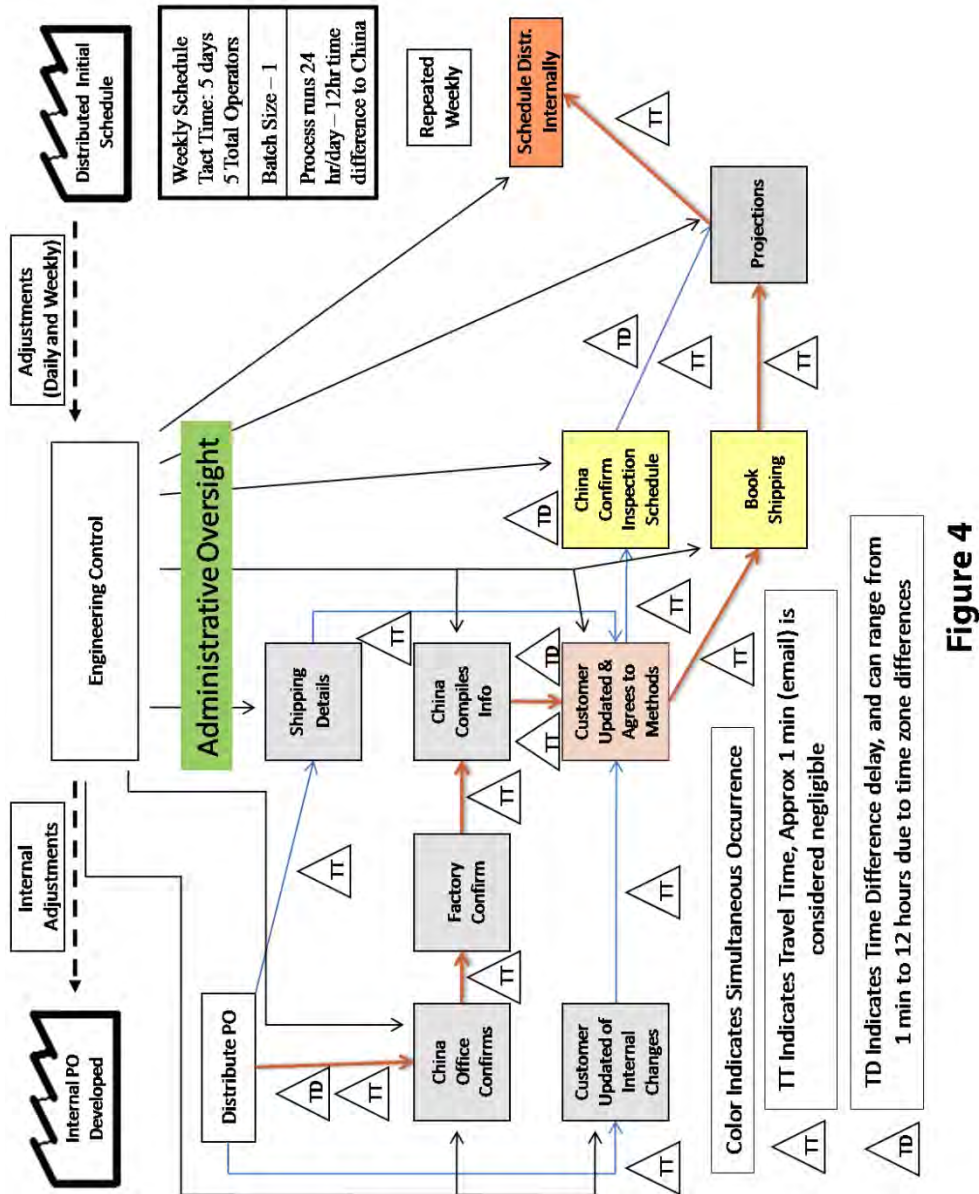 Internal PO
Developed
Internal
Adjustments
Engineering Control
Adjustments
(Daily and Weekly)
Distributed Initial
Schedule
Administrative Oversight
Weekly Schedule
Tact Time: 5 days
5 Total Operators
Batch Size – 1
Process runs 24
hr/day – 12hr time
difference to China
Repeated
Weekly
Distribute PO
Shipping
Details
Schedule Distr.
Internally
TT
TT
TT
TD
TT
China
Office
Confirms
TT
Factory
Confirm
TT
China
Compiles
Info
TT
TD
TD
TD
TT
Customer
Updated of
Internal
Changes
TT
TT
Customer
Updated &
Agrees to
Methods
TT
China
Confirm
Inspection
Schedule
TT
Book
Shipping
TT
Projections
Color Indicates Simultaneous Occurrence
TT
TT Indicates Travel Time, Approx 1 min (email) is
considered negligible
TD
TD Indicates Time Difference delay, and can range from
1 min to 12 hours due to time zone differences
Figure 4